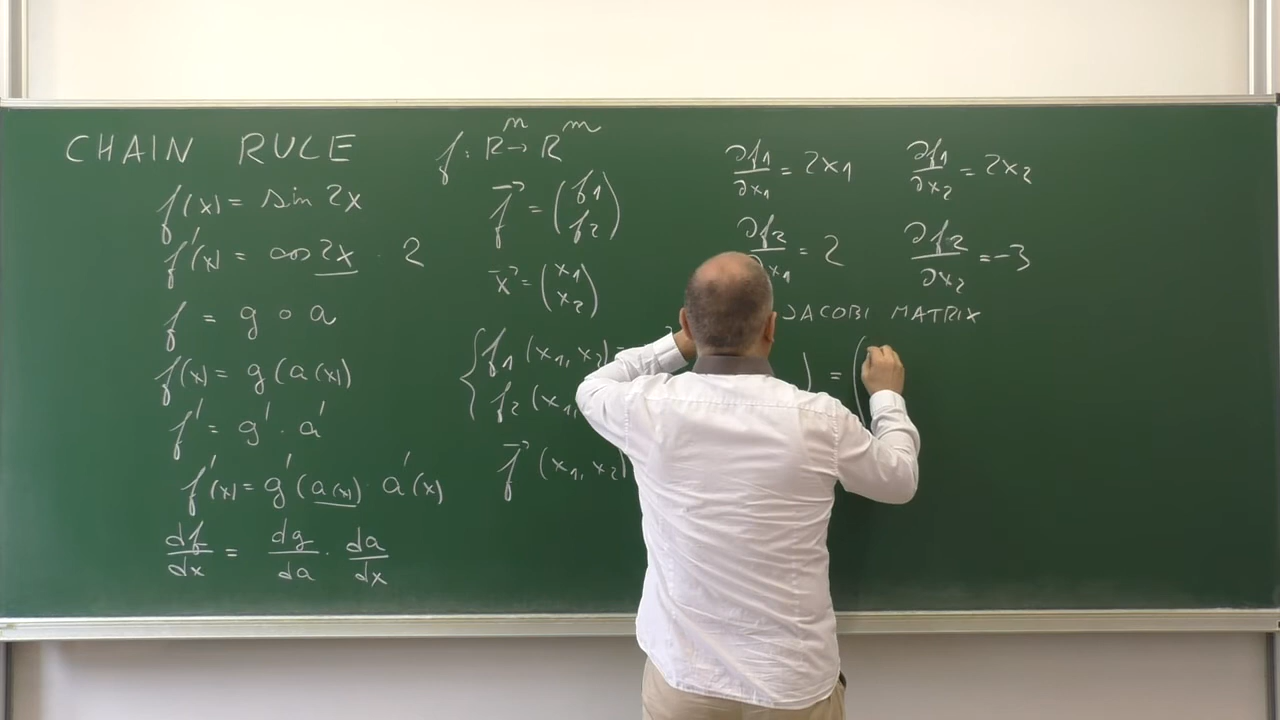 CHAIN RULE
f(x) = sin 2x
f'(x) = cos 2x · 2
f = g ∘ a
f(x) = g(a(x))
f' = g' · a'
f'(x) = g'(a(x)) · a'(x)
df/dx = dg/da · da/dx
f: R^n → R^m
f⃗ = (f1 f2)
x⃗ = (x1 x2)
{ f1 (x1, x2) =
f2 (x1,
f⃗ (x1, x2)
∂f1/∂x1 = 2x1 ∂f1/∂x2 = 2x2
∂f2/∂x1 = 2 ∂f2/∂x2 = -3
JACOBI MATRIX
) = (